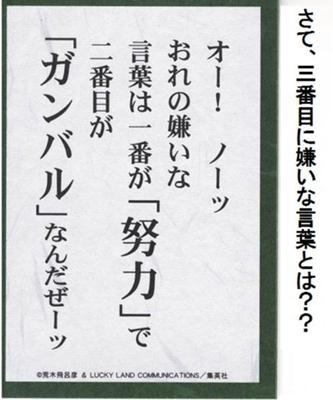 さて、三番目に嫌いな言葉とは？？
オー！　ノーッ
おれの嫌いな
言葉は一番が「努力」で
二番目が
「ガンバル」なんだぜーッ
©荒木飛呂彦 & LUCKY LAND COMMUNICATIONS／集英社